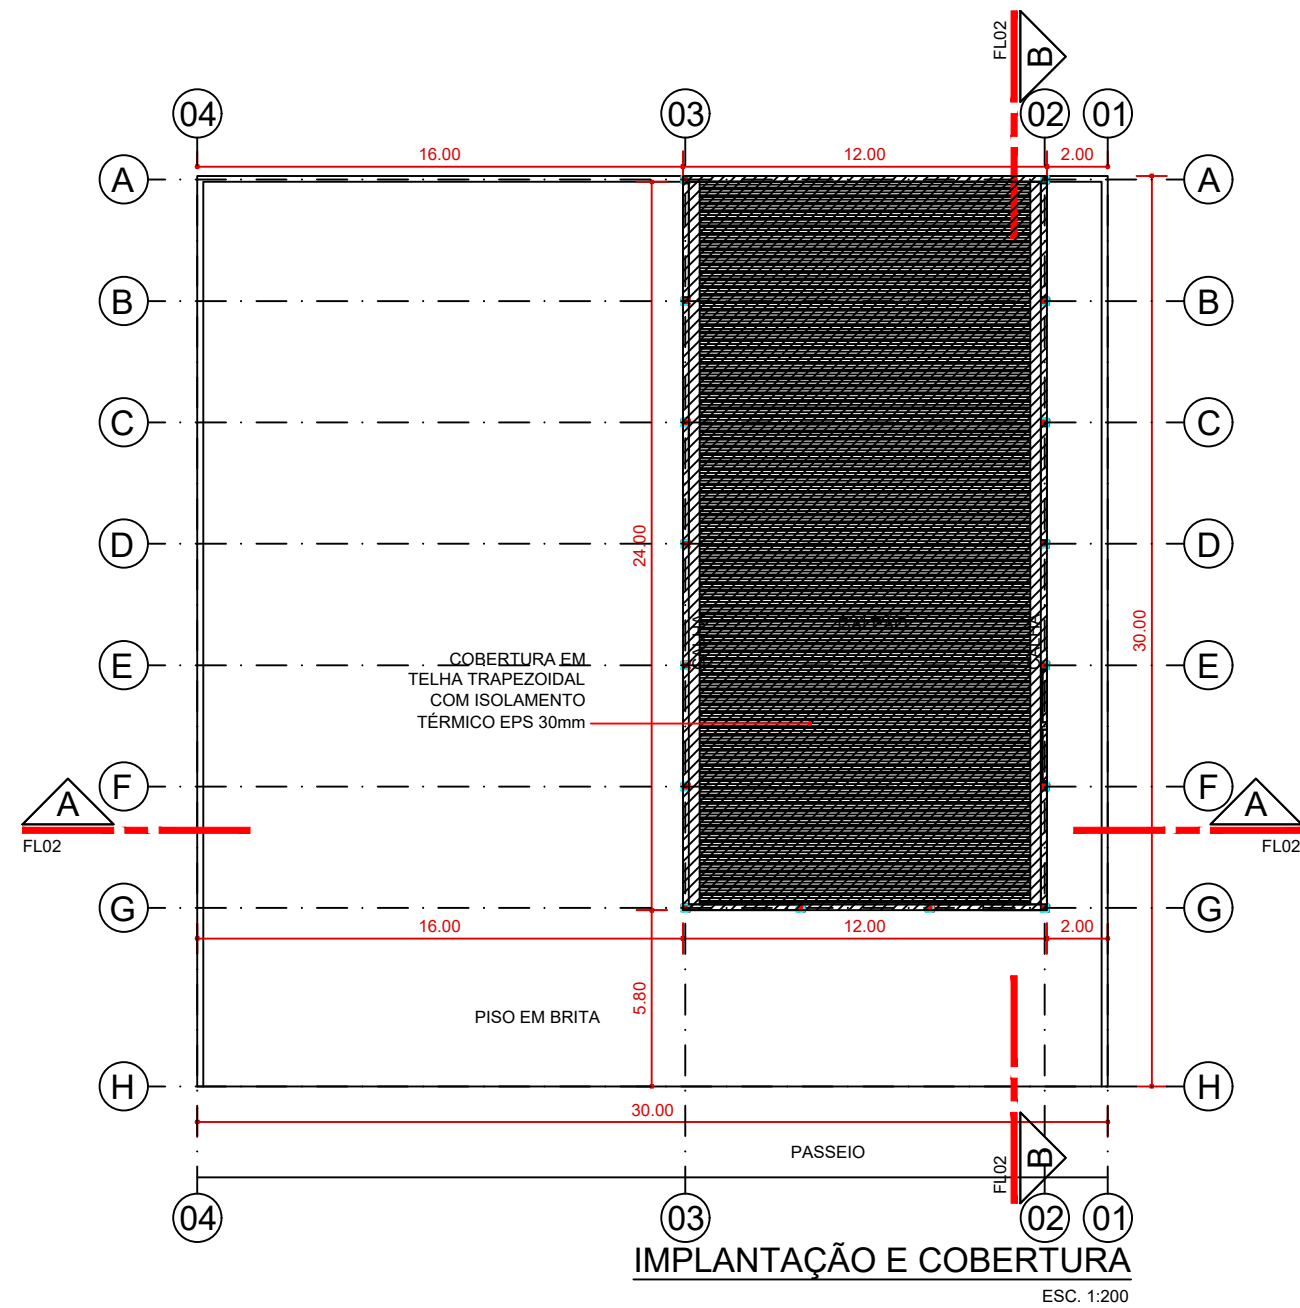 FL02
B
04
03
02
01
16.00
12.00
2.00
A
A
B
B
C
C
D
D
24.00
30.00
E
E
COBERTURA EM
TELHA TRAPEZOIDAL
COM ISOLAMENTO
TÉRMICO EPS 30mm
F
F
A
FL02
A
FL02
G
G
16.00
12.00
2.00
5.80
PISO EM BRITA
H
H
30.00
PASSEIO
FL02
B
04
03
02
01
IMPLANTAÇÃO E COBERTURA
ESC. 1:200